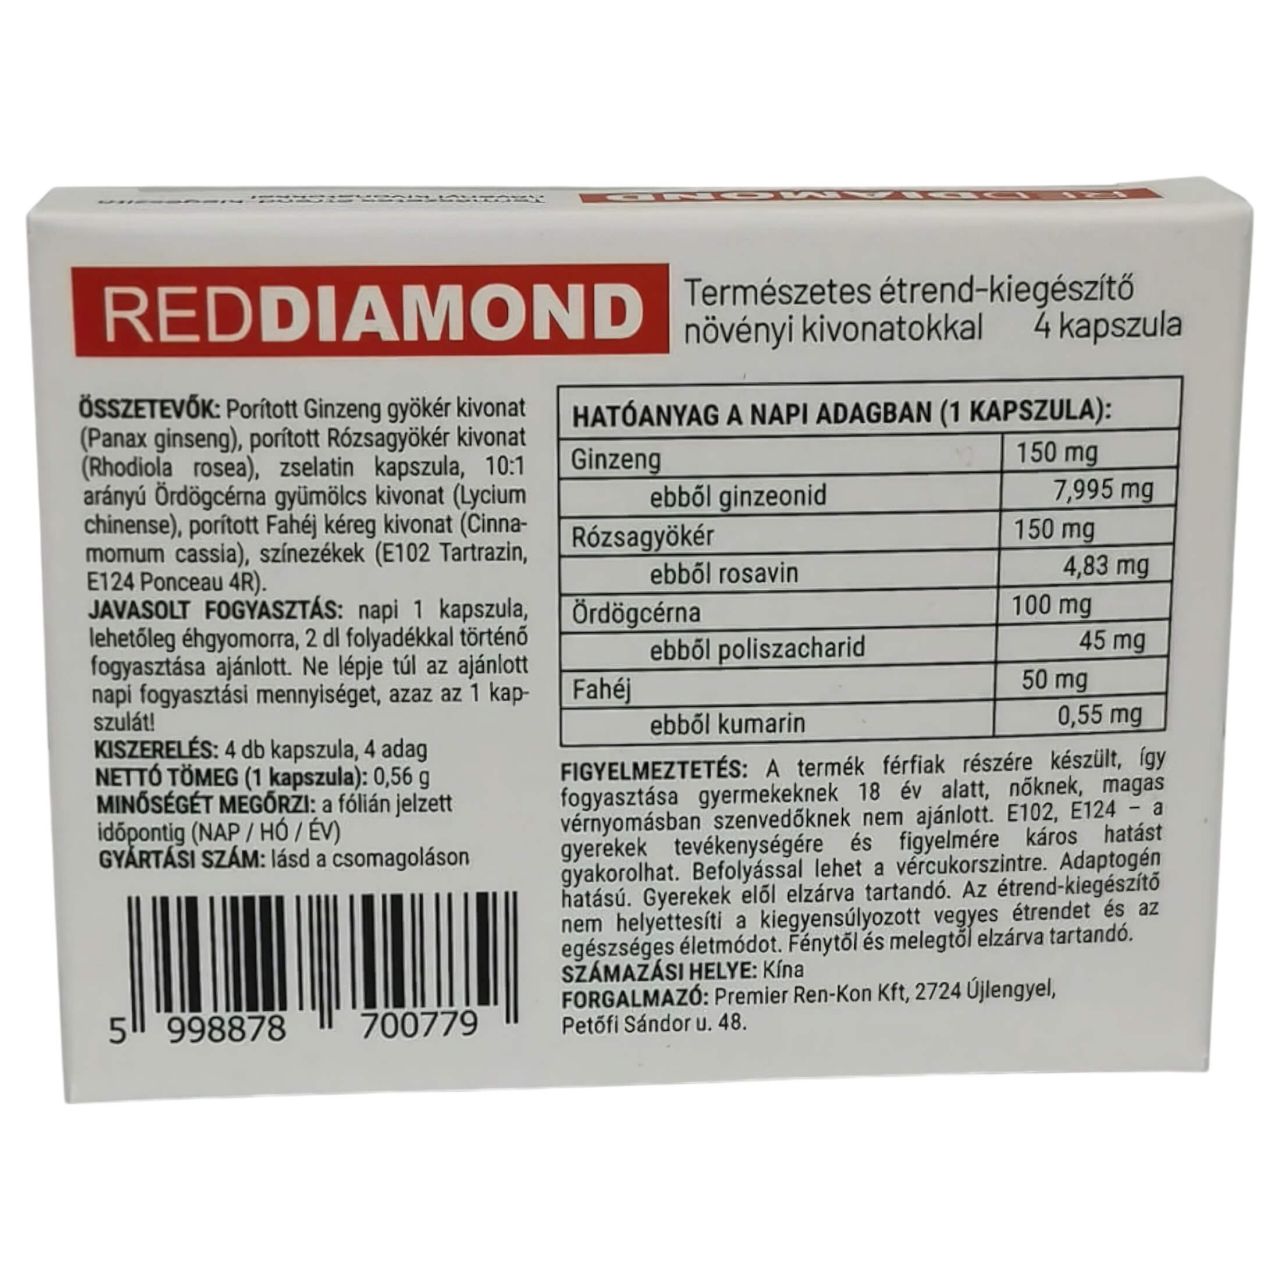 REDDIAMOND
REDDIAMOND
Természetes étrend-kiegészítő
növényi kivonatokkal 4 kapszula
ÖSSZETEVŐK: Porított Ginzeng gyökér kivonat
(Panax ginseng), porított Rózsagyökér kivonat
(Rhodiola rosea), zselatin kapszula, 10:1
arányú Ördögcérna gyümölcs kivonat (Lycium
chinense), porított Fahéj kéreg kivonat (Cinna-
momum cassia), színezékek (E102 Tartrazin,
E124 Ponceau 4R).
JAVASOLT FOGYASZTÁS: napi 1 kapszula,
lehetőleg éhgyomorra, 2 dl folyadékkal történő
fogyasztása ajánlott. Ne lépje túl az ajánlott
napi fogyasztási mennyiséget, azaz az 1 kap-
szulát!
KISZERELÉS: 4 db kapszula, 4 adag
NETTÓ TÖMEG (1 kapszula): 0,56 g
MINŐSÉGÉT MEGŐRZI: a fólián jelzett
időpontig (NAP / HÓ / ÉV)
GYÁRTÁSI SZÁM: lásd a csomagoláson
5 998878 700779
HATÓANYAG A NAPI ADAGBAN (1 KAPSZULA):
Ginzeng 150 mg
ebből ginzeonid 7,995 mg
Rózsagyökér 150 mg
ebből rosavin 4,83 mg
Ördögcérna 100 mg
ebből poliszacharid 45 mg
Fahéj 50 mg
ebből kumarin 0,55 mg
FIGYELMEZTETÉS: A termék férfiak részére készült, így
fogyasztása gyermekeknek 18 év alatt, nőknek, magas
vérnyomásban szenvedőknek nem ajánlott. E102, E124 – a
gyerekek tevékenységére és figyelmére káros hatást
gyakorolhat. Befolyással lehet a vércukorszintre. Adaptogén
hatású. Gyerekek elől elzárva tartandó. Az étrend-kiegészítő
nem helyettesíti a kiegyensúlyozott vegyes étrendet és az
egészséges életmódot. Fénytől és melegtől elzárva tartandó.
SZÁMAZÁSI HELYE: Kína
FORGALMAZÓ: Premier Ren-Kon Kft, 2724 Újlengyel,
Petőfi Sándor u. 48.